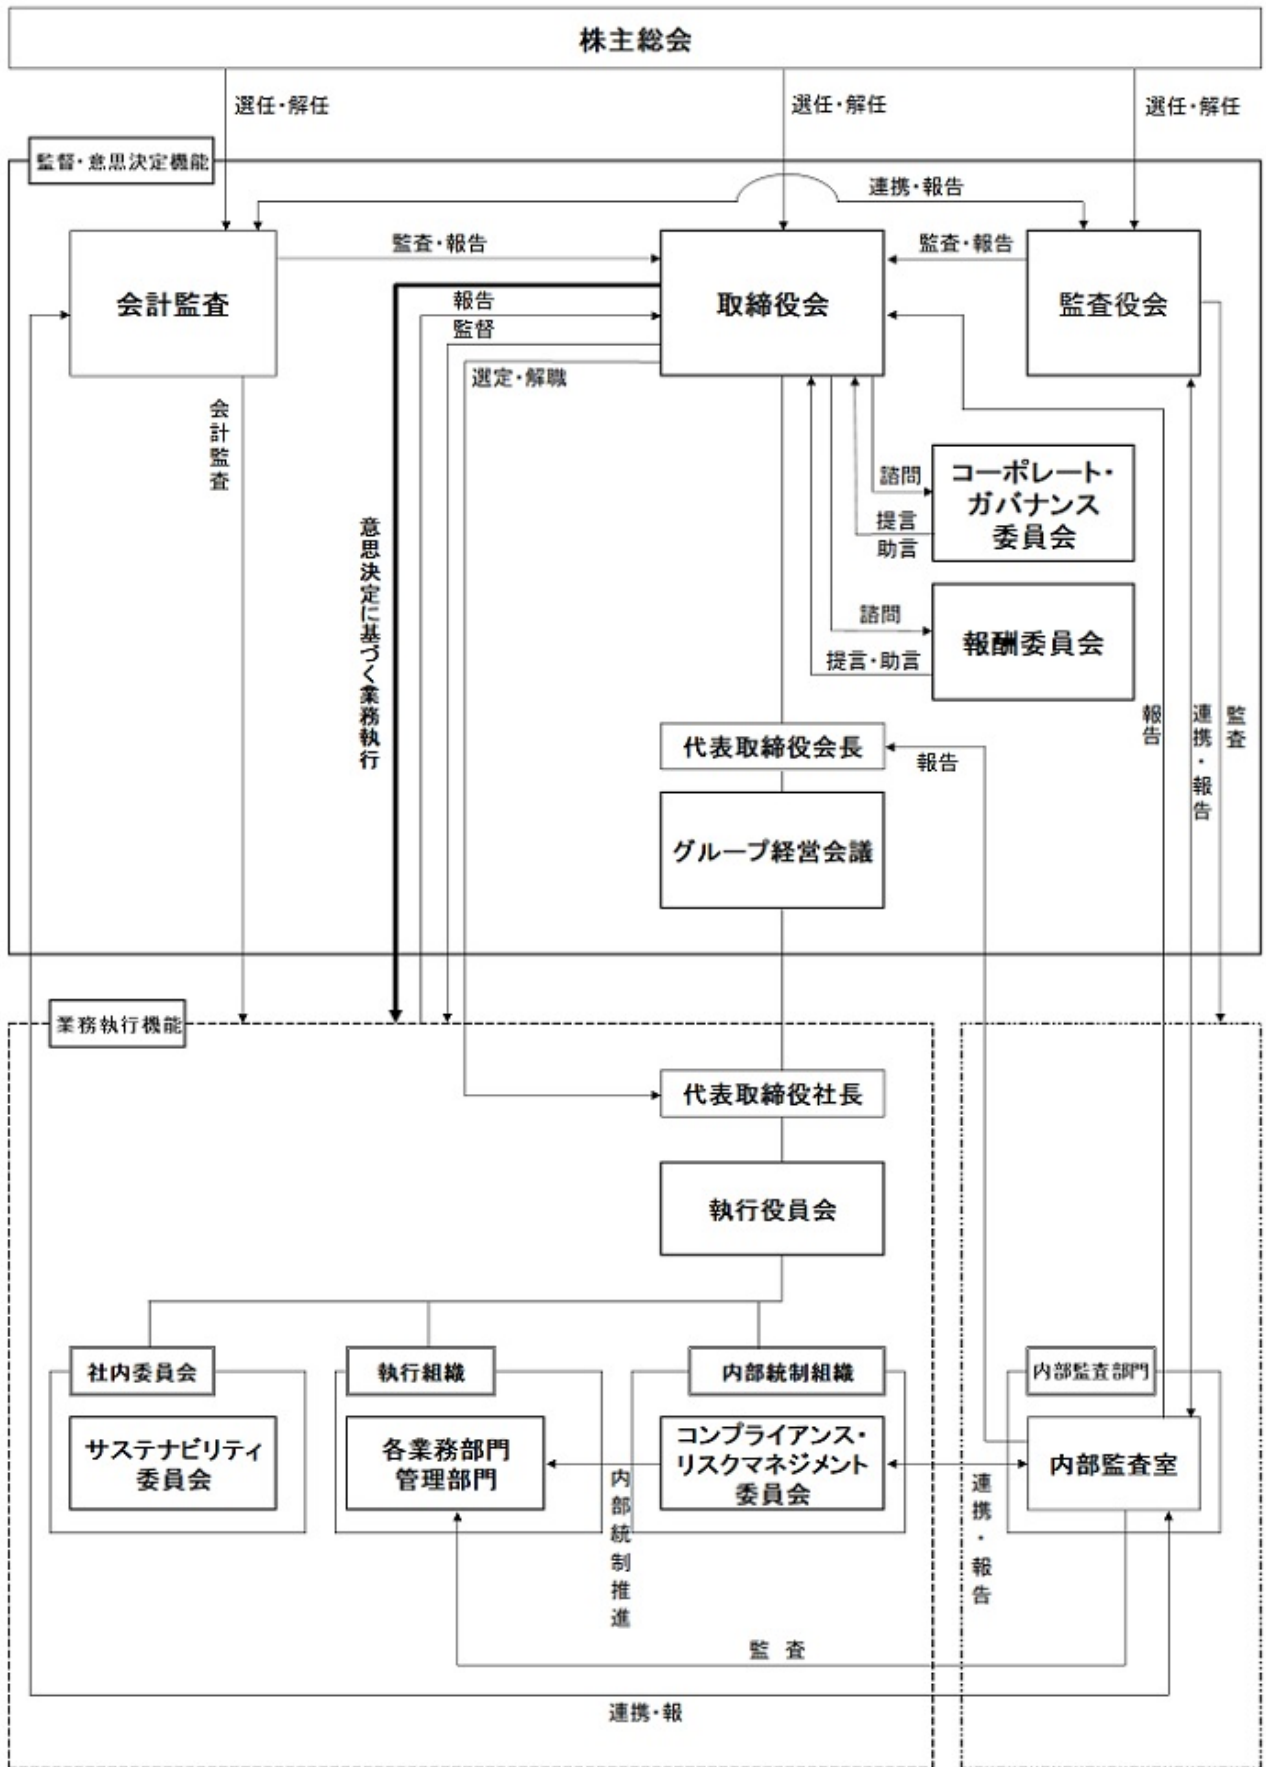 株主総会
選任・解任
選任・解任
選任・解任
監督・意思決定機能
連携・報告
監査・報告
監査・報告
会計監査
取締役会
監査役会
報告
監督
選定・解職
会計監査
コーポレート・
ガバナンス
委員会
諮問
提言
助言
意思決定に基づく業務執行
報酬委員会
諮問
提言・助言
報告
連携・報告
監査
代表取締役会長
報告
グループ経営会議
業務執行機能
代表取締役社長
執行役員会
社内委員会
執行組織
内部統制組織
内部監査部門
サステナビリティ
委員会
各業務部門
管理部門
コンプライアンス・
リスクマネジメント
委員会
内部監査室
内部統制推進
連携・報告
監 査
連携・報